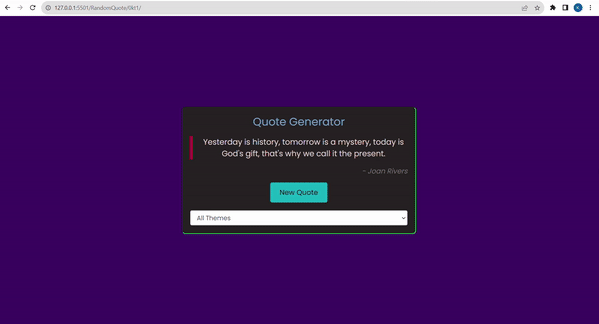 127.0.0.1:5501/RandomQuote/IAti1/
Quote Generator
Yesterday is history, tomorrow is a mystery, today is
God's gift, that's why we call it the present.
- Joan Rivers
New Quote
All Themes